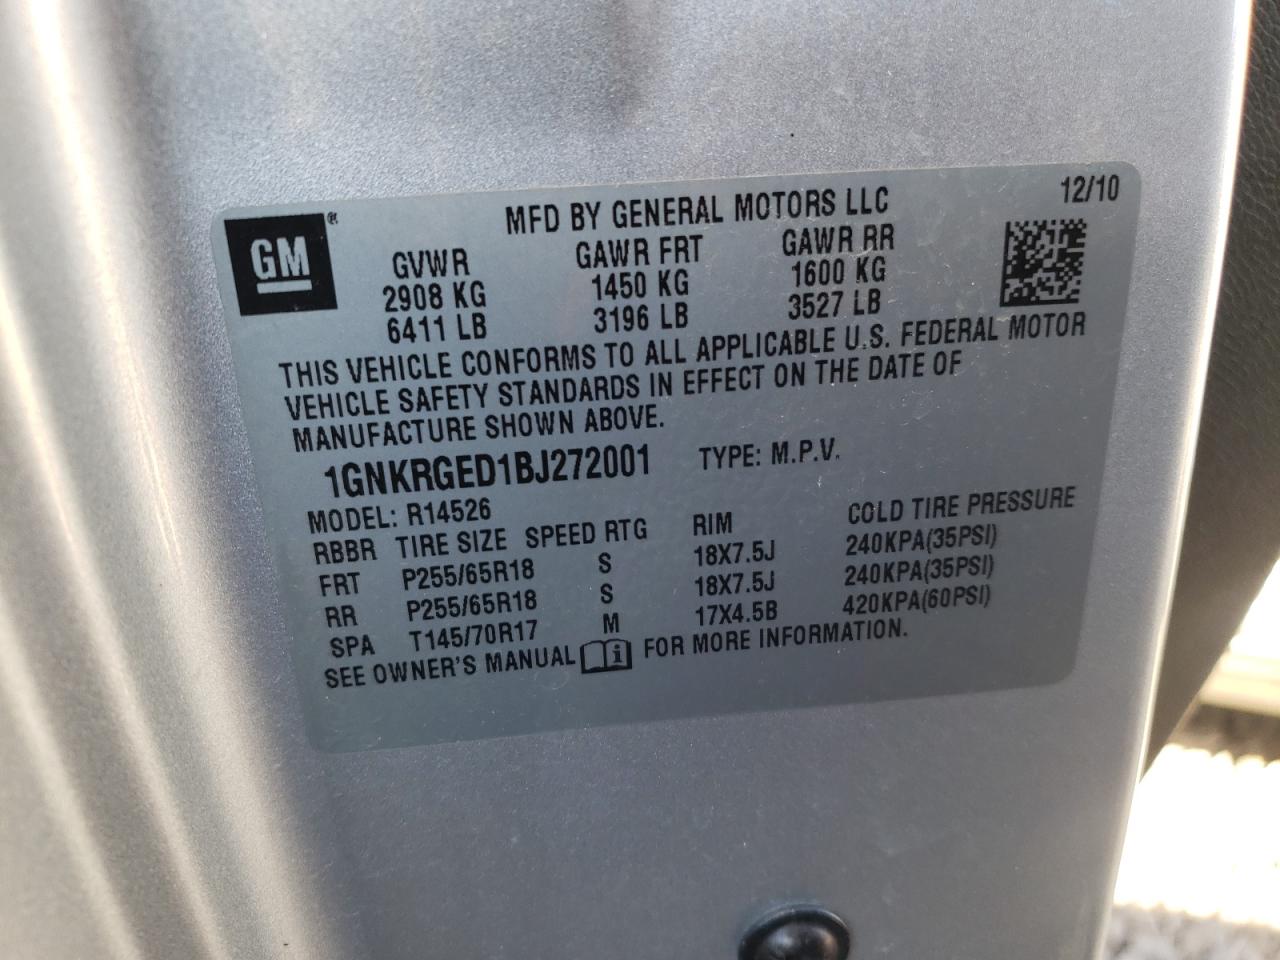 GM ®
MFD BY GENERAL MOTORS LLC 12/10
GVWR GAWR FRT GAWR RR
2908 KG 1450 KG 1600 KG
6411 LB 3196 LB 3527 LB
THIS VEHICLE CONFORMS TO ALL APPLICABLE U.S. FEDERAL MOTOR
VEHICLE SAFETY STANDARDS IN EFFECT ON THE DATE OF
MANUFACTURE SHOWN ABOVE.
1GNKRGED1BJ272001 TYPE: M.P.V.
MODEL: R14526
RBBR TIRE SIZE SPEED RTG RIM COLD TIRE PRESSURE
FRT P255/65R18 S 18X7.5J 240KPA(35PSI)
RR P255/65R18 S 18X7.5J 240KPA(35PSI)
SPA T145/70R17 M 17X4.5B 420KPA(60PSI)
SEE OWNER'S MANUAL i FOR MORE INFORMATION.